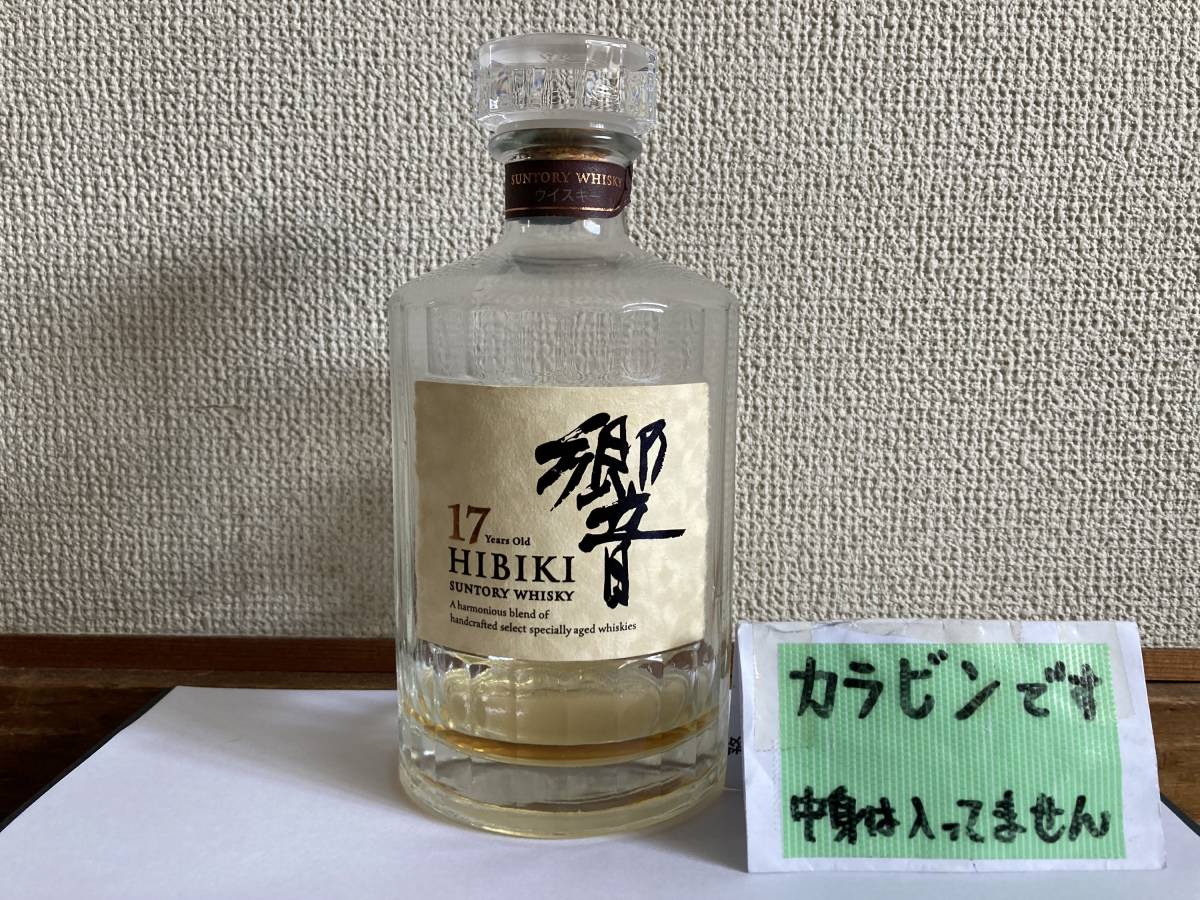 SUNTORY WHISKY
ウイスキー
響
17 Years Old
HIBIKI
SUNTORY WHISKY
A harmonious blend of
handcrafted select specially aged whiskies
カラビンです
中身は入ってません